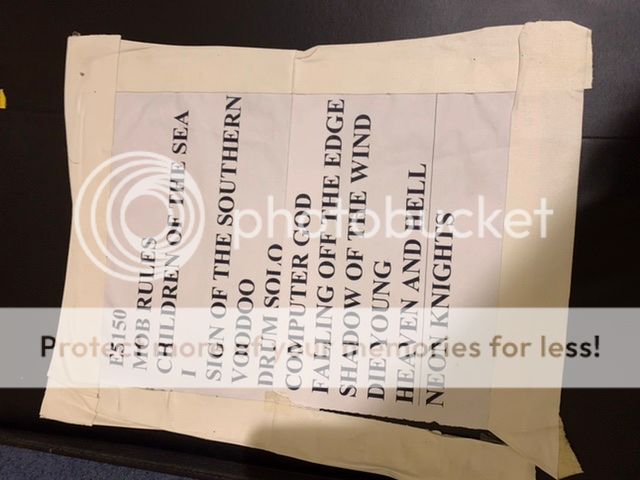 E5150
MOB RULES
CHILDREN OF THE SEA
I
SIGN OF THE SOUTHERN
VOODOO
DRUM SOLO
COMPUTER GOD
FALLING OFF THE EDGE
SHADOW OF THE WIND
DIE YOUNG
HEAVEN AND HELL
NEON KNIGHTS
photobucket
Protect more of your memories for less!